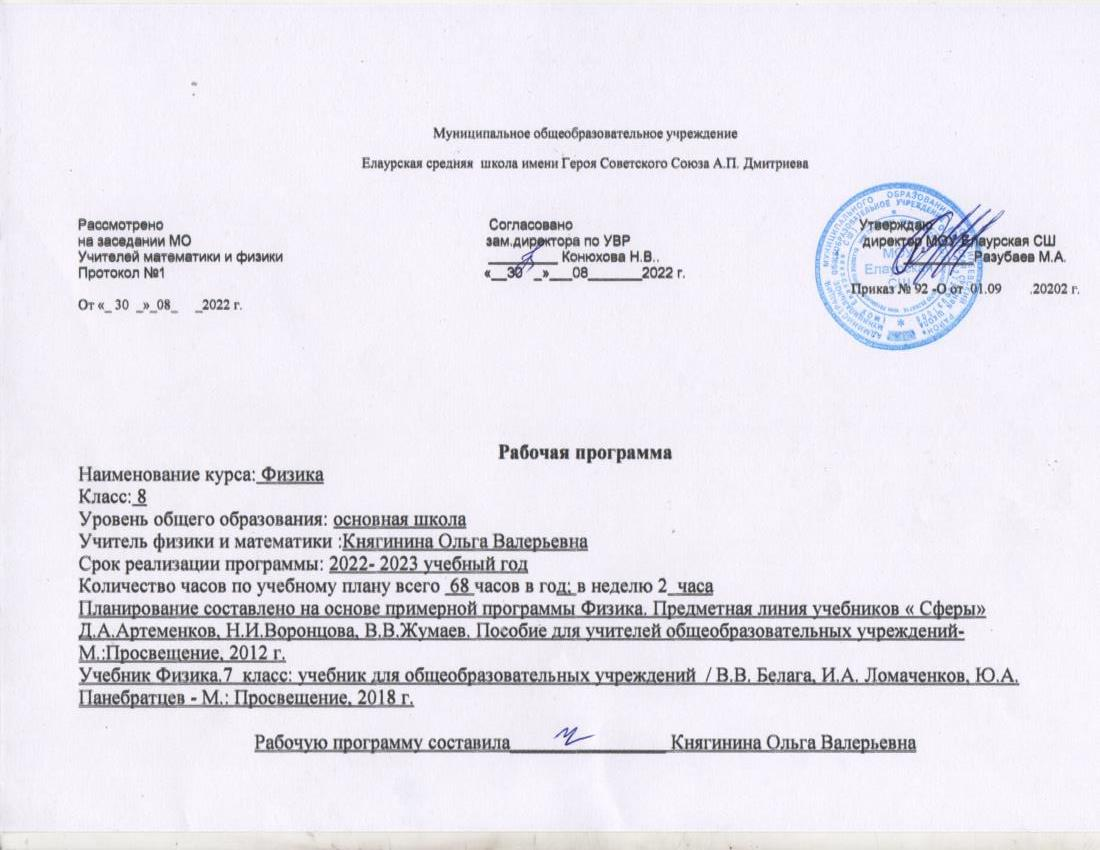 Муниципальное общеобразовательное учреждение
Елаурская средняя школа имени Героя Советского Союза А.П. Дмитриева
Рассмотрено
на заседании МО
Учителей математики и физики
Протокол №1
От «_ 30 _»_08_ _2022 г.
Согласовано
зам.директора по УВР
_________ Конюхова Н.В..
«__30 _»___08_______2022 г.
Утверждаю
директор МОУ Елаурская СШ
_________Разубаев М.А.
Приказ № 92 -О от 01.09 .20202 г.
Рабочая программа
Наименование курса: Физика
Класс: 8
Уровень общего образования: основная школа
Учитель физики и математики :Княгинина Ольга Валерьевна
Срок реализации программы: 2022- 2023 учебный год
Количество часов по учебному плану всего 68 часов в год; в неделю 2 часа
Планирование составлено на основе примерной программы Физика. Предметная линия учебников « Сферы»
Д.А.Артеменков, Н.И.Воронцова, В.В.Жумаев. Пособие для учителей общеобразовательных учреждений-
М.:Просвещение, 2012 г.
Учебник Физика.7 класс: учебник для общеобразовательных учреждений / В.В. Белага, И.А. Ломаченков, Ю.А.
Панебратцев - М.: Просвещение, 2018 г.
Рабочую программу составила________________ Княгинина Ольга Валерьевна